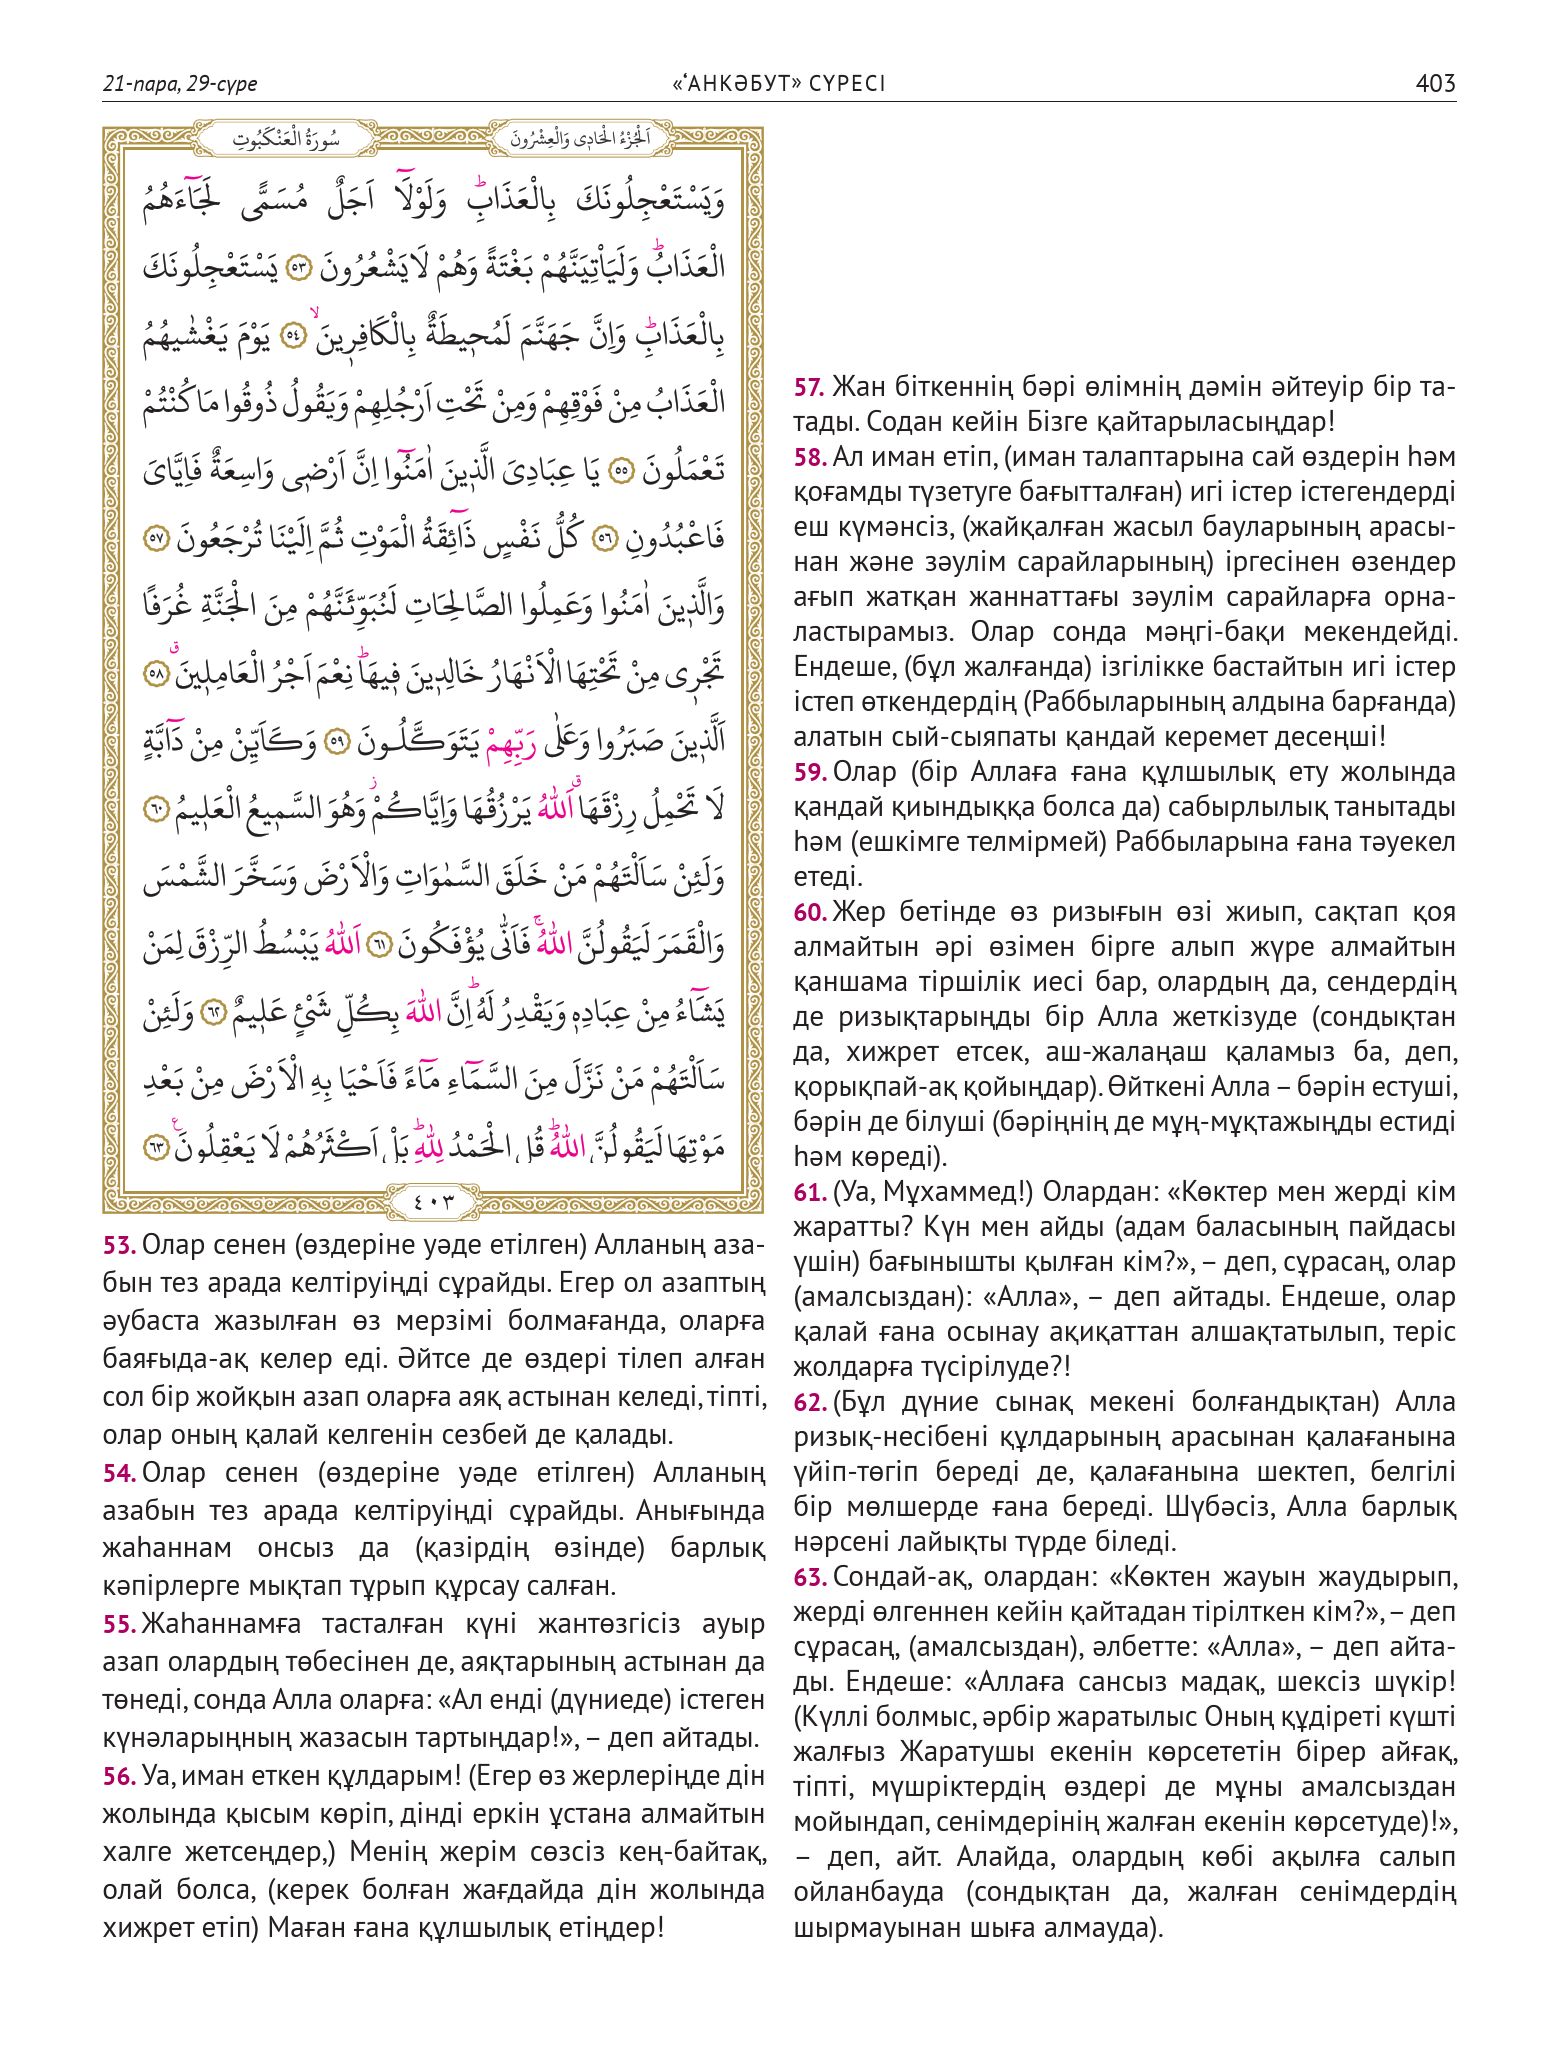 21-пара, 29-сүре
«‘АНКӘБУТ» СҮРЕСІ
403
سُورَةُ الْعَنْكَبُوتِ
اَلْجُزْءُ الْحَادِي وَالْعِشْرُونَ
وَيَسْتَعْجِلُونَكَ بِالْعَذَابِؕ وَلَوْلَٓا اَجَلٌ مُسَمًّى لَجَٓاءَهُمُ
الْعَذَابُؕ وَلَيَأْتِيَنَّهُمْ بَغْتَةً وَهُمْ لَا يَشْعُرُونَ ﴿٥٣﴾ يَسْتَعْجِلُونَكَ
بِالْعَذَابِؕ وَاِنَّ جَهَنَّمَ لَمُحٖيطَةٌ بِالْكَافِرٖينَۙ ﴿٥٤﴾ يَوْمَ يَغْشٰيهُمُ
الْعَذَابُ مِنْ فَوْقِهِمْ وَمِنْ تَحْتِ اَرْجُلِهِمْ وَيَقُولُ ذُوقُوا مَا كُنْتُمْ
تَعْمَلُونَ ﴿٥٥﴾ يَا عِبَادِيَ الَّذٖينَ اٰمَنُٓوا اِنَّ اَرْضٖي وَاسِعَةٌ فَاِيَّايَ
فَاعْبُدُونِ ﴿٥٦﴾ كُلُّ نَفْسٍ ذَٓائِقَةُ الْمَوْتِ ثُمَّ اِلَيْنَا تُرْجَعُونَ ﴿٥٧﴾
وَالَّذٖينَ اٰمَنُوا وَعَمِلُوا الصَّالِحَاتِ لَنُبَوِّئَنَّهُمْ مِنَ الْجَنَّةِ غُرَفًا
تَجْرٖي مِنْ تَحْتِهَا الْاَنْهَارُ خَالِدٖينَ فٖيهَاؕ نِعْمَ اَجْرُ الْعَامِلٖينَۗ ﴿٥٨﴾
اَلَّذٖينَ صَبَرُوا وَعَلٰى رَبِّهِمْ يَتَوَكَّلُونَ ﴿٥٩﴾ وَكَاَيِّنْ مِنْ دَٓابَّةٍ
لَا تَحْمِلُ رِزْقَهَاۗ اَللّٰهُ يَرْزُقُهَا وَاِيَّاكُمْؗ وَهُوَ السَّمٖيعُ الْعَلٖيمُ ﴿٦٠﴾
وَلَئِنْ سَاَلْتَهُمْ مَنْ خَلَقَ السَّمٰوَاتِ وَالْاَرْضَ وَسَخَّرَ الشَّمْسَ
وَالْقَمَرَ لَيَقُولُنَّ اللّٰهُۚ فَاَنّٰى يُؤْفَكُونَ ﴿٦١﴾ اَللّٰهُ يَبْسُطُ الرِّزْقَ لِمَنْ
يَشَٓاءُ مِنْ عِبَادِهٖ وَيَقْدِرُ لَهُؕ اِنَّ اللّٰهَ بِكُلِّ شَيْئٍ عَلٖيمٌ ﴿٦٢﴾ وَلَئِنْ
سَاَلْتَهُمْ مَنْ نَزَّلَ مِنَ السَّمَٓاءِ مَٓاءً فَاَحْيَا بِهِ الْاَرْضَ مِنْ بَعْدِ
مَوْتِهَا لَيَقُولُنَّ اللّٰهُؕ قُلِ الْحَمْدُ لِلّٰهِؕ بَلْ اَكْثَرُهُمْ لَا يَعْقِلُونَࣖ ﴿٦٣﴾
٤٠٣
53. Олар сенен (өздеріне уәде етілген) Алланың аза-
бын тез арада келтіруіңді сұрайды. Егер ол азаптың
әубаста жазылған өз мерзімі болмағанда, оларға
баяғыда-ақ келер еді. Әйтсе де өздері тілеп алған
сол бір жойқын азап оларға аяқ астынан келеді, тіпті,
олар оның қалай келгенін сезбей де қалады.
54. Олар сенен (өздеріне уәде етілген) Алланың
азабын тез арада келтіруіңді сұрайды. Анығында
жаһаннам онсыз да (қазірдің өзінде) барлық
кәпірлерге мықтап тұрып құрсау салған.
55. Жаһаннамға тасталған күні жантөзгісіз ауыр
азап олардың төбесінен де, аяқтарының астынан да
төнеді, сонда Алла оларға: «Ал енді (дүниеде) істеген
күнәларыңның жазасын тартыңдар!», – деп айтады.
56. Уа, иман еткен құлдарым! (Егер өз жерлеріңде дін
жолында қысым көріп, дінді еркін ұстана алмайтын
халге жетсеңдер,) Менің жерім сөзсіз кең-байтақ,
олай болса, (керек болған жағдайда дін жолында
хижрет етіп) Маған ғана құлшылық етіңдер!
57. Жан біткеннің бәрі өлімнің дәмін әйтеуір бір та-
тады. Содан кейін Бізге қайтарыласыңдар!
58. Ал иман етіп, (иман талаптарына сай өздерін һәм
қоғамды түзетуге бағытталған) игі істер істегендерді
еш күмәнсіз, (жайқалған жасыл бауларының арасы-
нан және зәулім сарайларының) іргесінен өзендер
ағып жатқан жаннаттағы зәулім сарайларға орна-
ластырамыз. Олар сонда мәңгі-бақи мекендейді.
Ендеше, (бұл жалғанда) ізгілікке бастайтын игі істер
істеп өткендердің (Раббыларының алдына барғанда)
алатын сый-сыяпаты қандай керемет десеңші!
59. Олар (бір Аллаға ғана құлшылық ету жолында
қандай қиындыққа болса да) сабырлылық танытады
һәм (ешкімге телмірмей) Раббыларына ғана тәуекел
етеді.
60. Жер бетінде өз ризығын өзі жиып, сақтап қоя
алмайтын әрі өзімен бірге алып жүре алмайтын
қаншама тіршілік иесі бар, олардың да, сендердің
де ризықтарыңды бір Алла жеткізуде (сондықтан
да, хижрет етсек, аш-жалаңаш қаламыз ба, деп,
қорықпай-ақ қойыңдар). Өйткені Алла – бәрін естуші,
бәрін де білуші (бәріңнің де мұң-мұқтажыңды естиді
һәм көреді).
61. (Уа, Мұхаммед!) Олардан: «Көктер мен жерді кім
жаратты? Күн мен айды (адам баласының пайдасы
үшін) бағынышты қылған кім?», – деп, сұрасаң, олар
(амалсыздан): «Алла», – деп айтады. Ендеше, олар
қалай ғана осынау ақиқаттан алшақтатылып, теріс
жолдарға түсірілуде?!
62. (Бұл дүние сынақ мекені болғандықтан) Алла
ризық-несібені құлдарының арасынан қалағанына
үйіп-төгіп береді де, қалағанына шектеп, белгілі
бір мөлшерде ғана береді. Шүбәсіз, Алла барлық
нәрсені лайықты түрде біледі.
63. Сондай-ақ, олардан: «Көктен жауын жаудырып,
жерді өлгеннен кейін қайтадан тірілткен кім?», – деп
сұрасаң, (амалсыздан), әлбетте: «Алла», – деп айта-
ды. Ендеше: «Аллаға сансыз мадақ, шексіз шүкір!
(Күллі болмыс, әрбір жаратылыс Оның құдіреті күшті
жалғыз Жаратушы екенін көрсететін бірер айғақ,
тіпті, мүшріктердің өздері де мұны амалсыздан
мойындап, сенімдерінің жалған екенін көрсетуде)!»,
– деп, айт. Алайда, олардың көбі ақылға салып
ойланбауда (сондықтан да, жалған сенімдердің
шырмауынан шыға алмауда).